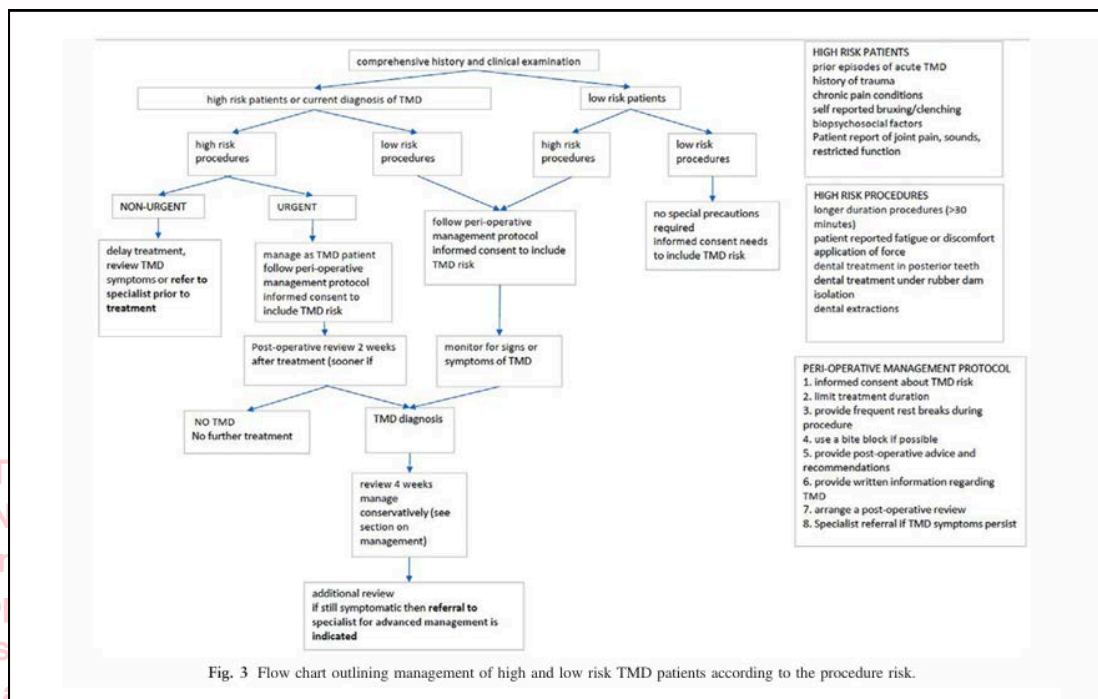 comprehensive history and clinical examination
high risk patients or current diagnosis of TMD
low risk patients
high risk
procedures
low risk
procedures
high risk
procedures
low risk
procedures
NON-URGENT
URGENT
delay treatment,
review TMD
symptoms or refer to
specialist prior to
treatment
manage as TMD patient
follow peri-operative
management protocol
informed consent to
include TMD risk
follow peri-operative
management protocol
informed consent to include
TMD risk
no special precautions
required
informed consent needs
to include TMD risk
Post-operative review 2 weeks
after treatment (sooner if
monitor for signs or
symptoms of TMD
NO TMD
No further treatment
TMD diagnosis
review 4 weeks
manage
conservatively (see
section on
management)
additional review
if still symptomatic then referral to
specialist for advanced management is
indicated
HIGH RISK PATIENTS
prior episodes of acute TMD
history of trauma
chronic pain conditions
self reported bruxing/clenching
biopsychosocial factors
Patient report of joint pain, sounds,
restricted function
HIGH RISK PROCEDURES
longer duration procedures (>30
minutes)
patient reported fatigue or discomfort
application of force
dental treatment in posterior teeth
dental treatment under rubber dam
isolation
dental extractions
PERI-OPERATIVE MANAGEMENT PROTOCOL
1. informed consent about TMD risk
2. limit treatment duration
3. provide frequent rest breaks during
procedure
4. use a bite block if possible
5. provide post-operative advice and
recommendations
6. provide written information regarding
TMD
7. arrange a post-operative review
8. Specialist referral if TMD symptoms persist
Fig. 3 Flow chart outlining management of high and low risk TMD patients according to the procedure risk.